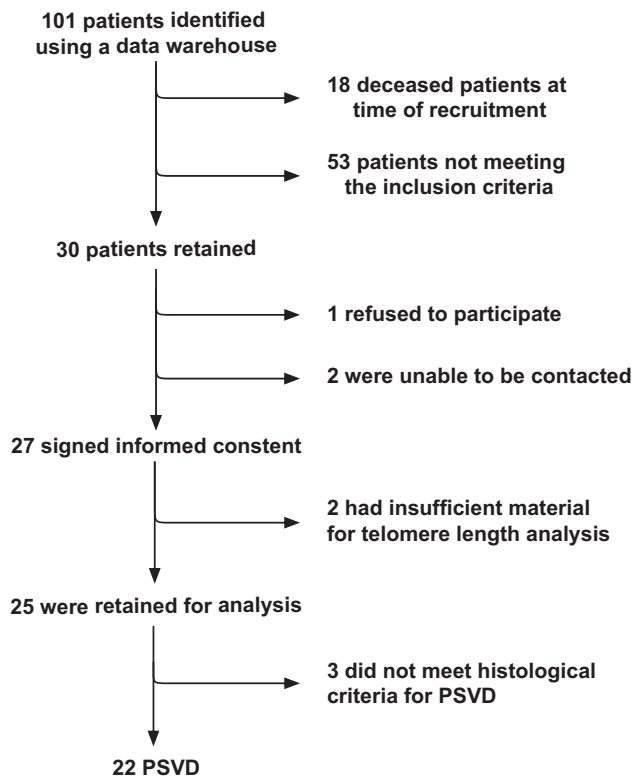 101 patients identified
using a data warehouse
18 deceased patients at
time of recruitment
53 patients not meeting
the inclusion criteria
30 patients retained
1 refused to participate
2 were unable to be contacted
27 signed informed constent
2 had insufficient material
for telomere length analysis
25 were retained for analysis
3 did not meet histological
criteria for PSVD
22 PSVD